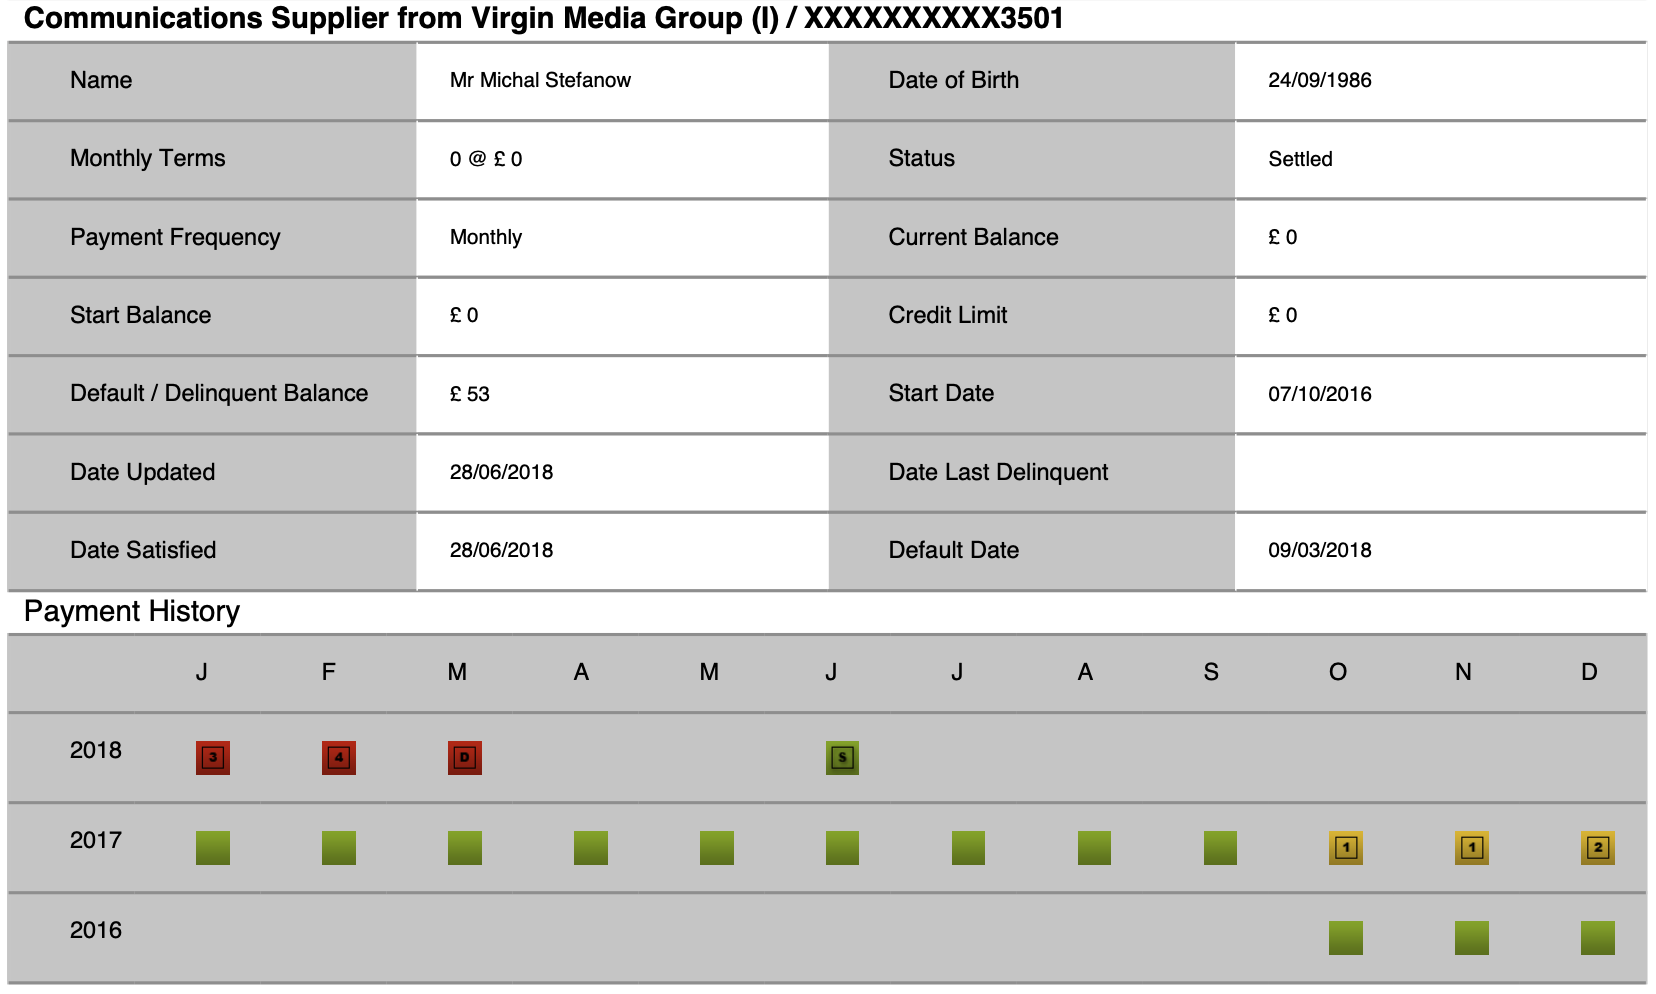 Communications Supplier from Virgin Media Group (I) / XXXXXXXXXX3501
Name Mr Michal Stefanow Date of Birth 24/09/1986
Monthly Terms 0 @ £ 0 Status Settled
Payment Frequency Monthly Current Balance £ 0
Start Balance £ 0 Credit Limit £ 0
Default / Delinquent Balance £ 53 Start Date 07/10/2016
Date Updated 28/06/2018 Date Last Delinquent
Date Satisfied 28/06/2018 Default Date 09/03/2018
Payment History
J F M A M J J A S O N D
2018 3 4 D S
2017 1 1 2
2016